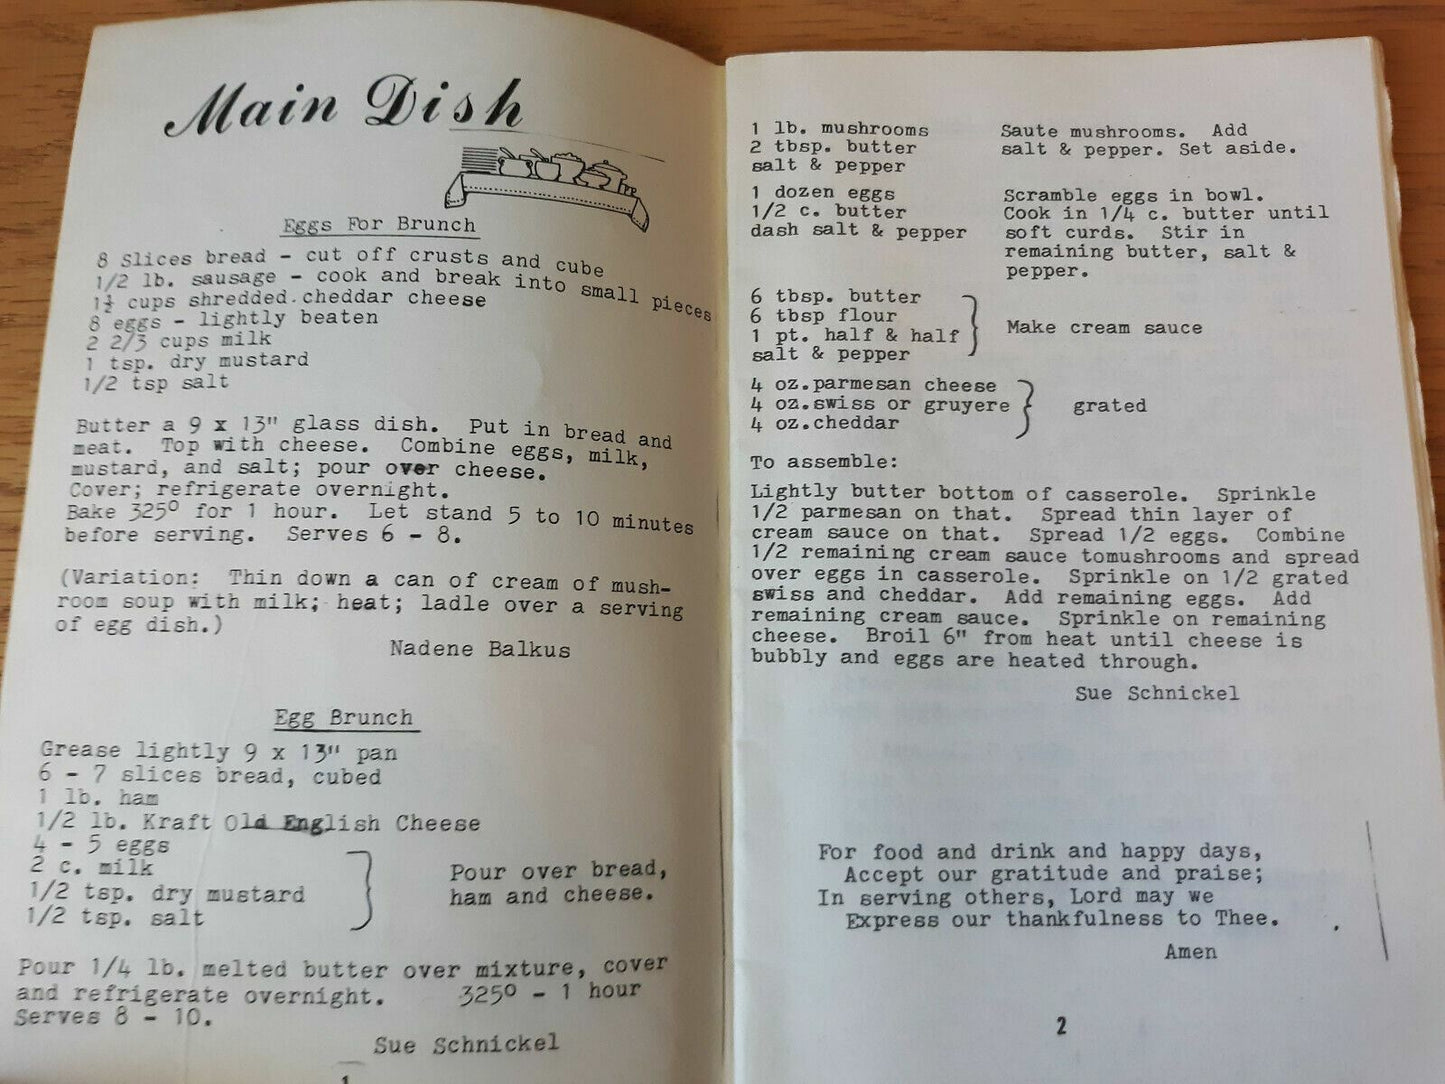 Main Dish
Eggs For Brunch
8 slices bread - cut off crusts and cube
1/2 lb. sausage - cook and break into small pieces
1½ cups shredded cheddar cheese
8 eggs - lightly beaten
2 2/3 cups milk
1 tsp. dry mustard
1/2 tsp salt
Butter a 9 x 13" glass dish. Put in bread and
meat. Top with cheese. Combine eggs, milk,
mustard, and salt; pour over cheese.
Cover; refrigerate overnight.
Bake 325° for 1 hour. Let stand 5 to 10 minutes
before serving. Serves 6 - 8.
(Variation: Thin down a can of cream of mush-
room soup with milk; heat; ladle over a serving
of egg dish.)
Nadene Balkus
Egg Brunch
Grease lightly 9 x 13" pan
6 - 7 slices bread, cubed
1 lb. ham
1/2 lb. Kraft Old English Cheese
4 - 5 eggs
2 c. milk
1/2 tsp. dry mustard
1/2 tsp. salt
Pour over bread,
ham and cheese.
Pour 1/4 lb. melted butter over mixture, cover
and refrigerate overnight. 325° - 1 hour
Serves 8 - 10.
Sue Schnickel
1
1 lb. mushrooms Saute mushrooms. Add
2 tbsp. butter salt & pepper. Set aside.
salt & pepper
1 dozen eggs Scramble eggs in bowl.
1/2 c. butter Cook in 1/4 c. butter until
dash salt & pepper soft curds. Stir in
remaining butter, salt &
pepper.
6 tbsp. butter
6 tbsp flour
1 pt. half & half Make cream sauce
salt & pepper
4 oz.parmesan cheese
4 oz.swiss or gruyere grated
4 oz.cheddar
To assemble:
Lightly butter bottom of casserole. Sprinkle
1/2 parmesan on that. Spread thin layer of
cream sauce on that. Spread 1/2 eggs. Combine
1/2 remaining cream sauce tomushrooms and spread
over eggs in casserole. Sprinkle on 1/2 grated
swiss and cheddar. Add remaining eggs. Add
remaining cream sauce. Sprinkle on remaining
cheese. Broil 6" from heat until cheese is
bubbly and eggs are heated through.
Sue Schnickel
For food and drink and happy days,
Accept our gratitude and praise;
In serving others, Lord may we
Express our thankfulness to Thee.
Amen
2